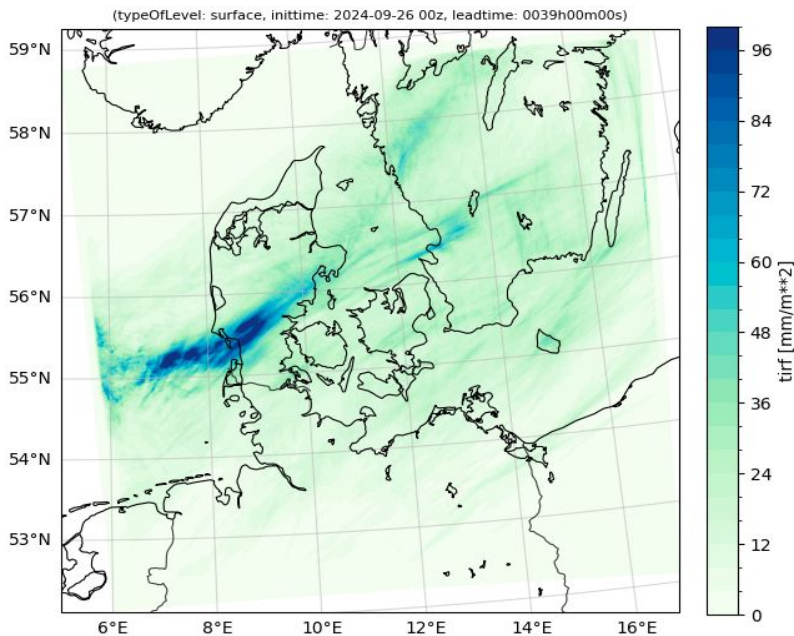 (typeOfLevel: surface, inittime: 2024-09-26 00z, leadtime: 0039h00m00s)
59°N
58°N
57°N
56°N
55°N
54°N
53°N
6°E 8°E 10°E 12°E 14°E 16°E
96
84
72
60
48
36
24
12
0
tirf [mm/m**2]